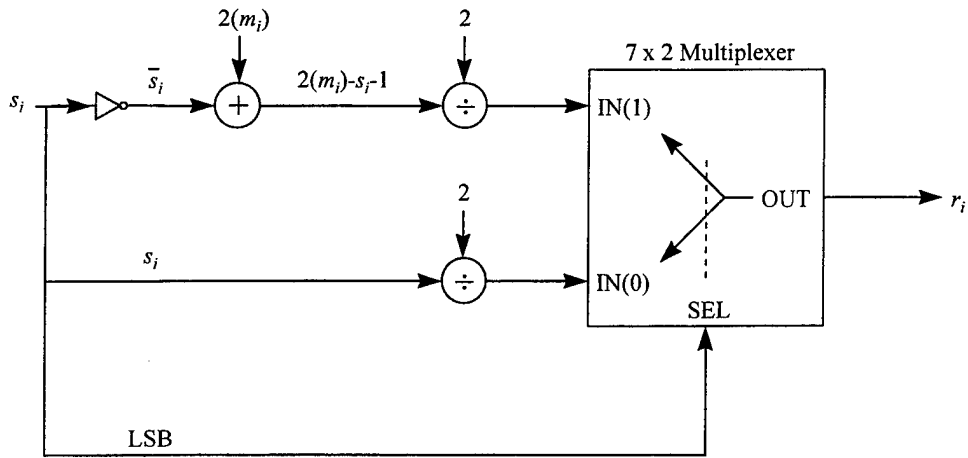 2(m_i)
2
7 x 2 Multiplexer
s_i
s̄_i
+
2(m_i)-s_i-1
÷
IN(1)
2
OUT
r_i
s_i
÷
IN(0)
SEL
LSB